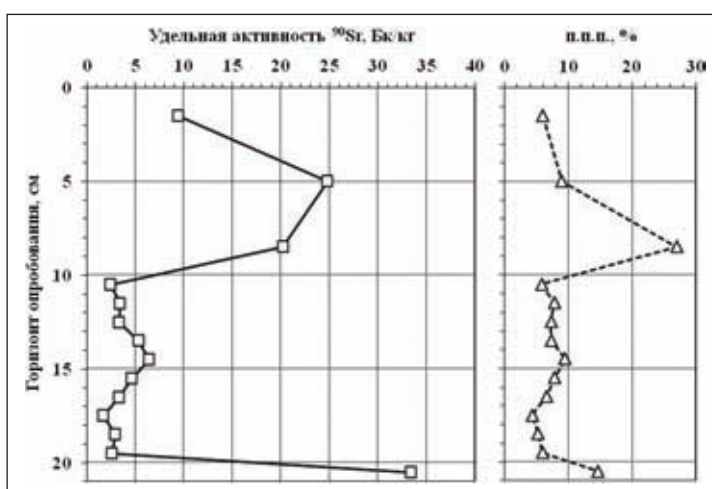 Удельная активность ⁹⁰Sr, Бк/кг
п.п.п., %
0 5 10 15 20 25 30 35 40
0 10 20 30
Горизонт опробования, см
0
5
10
15
20